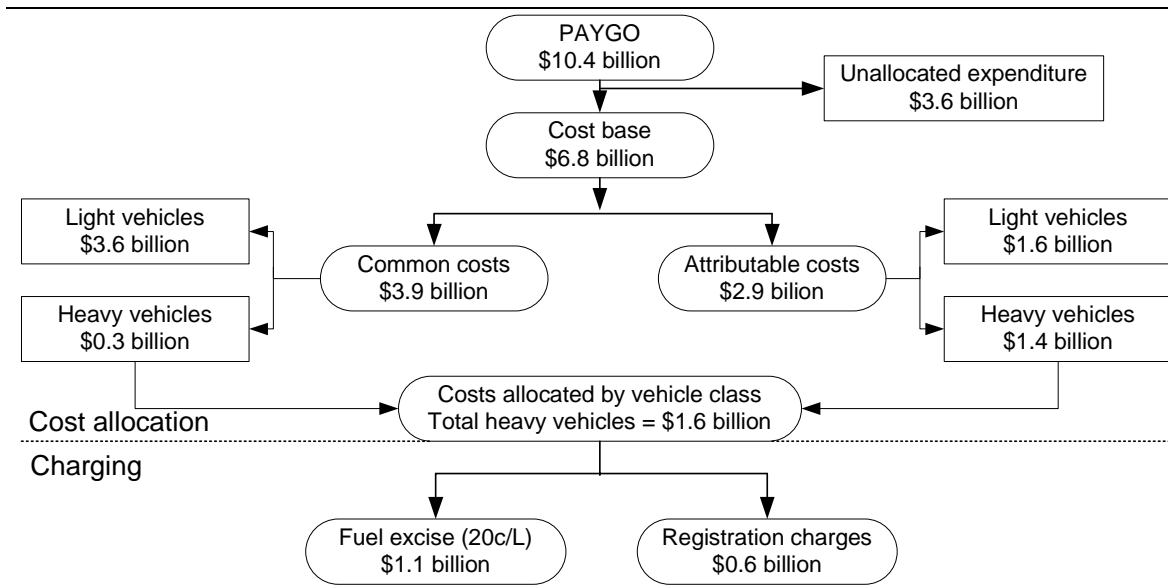 PAYGO
$10.4 billion
Unallocated expenditure
$3.6 billion
Cost base
$6.8 billion
Light vehicles
$3.6 billion
Light vehicles
$1.6 billion
Common costs
$3.9 billion
Attributable costs
$2.9 bilion
Heavy vehicles
$0.3 billion
Heavy vehicles
$1.4 billion
Costs allocated by vehicle class
Total heavy vehicles = $1.6 billion
Cost allocation
Charging
Fuel excise (20c/L)
$1.1 billion
Registration charges
$0.6 billion